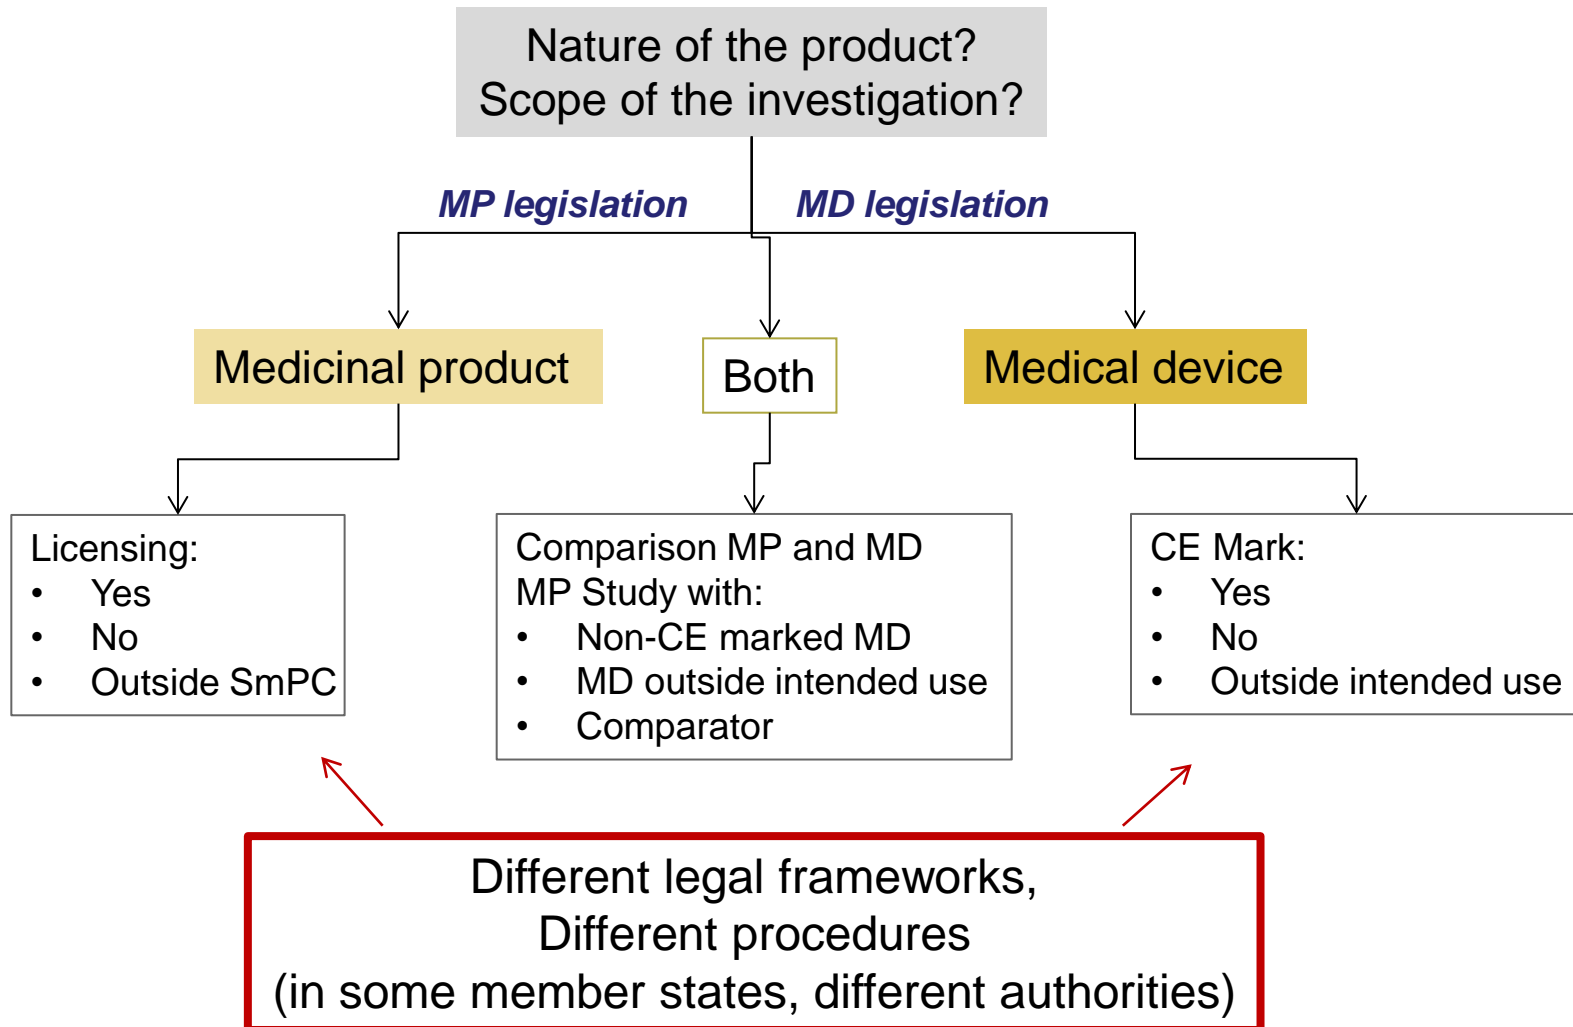 Nature of the product?
Scope of the investigation?
MP legislation
MD legislation
Medicinal product
Both
Medical device
Licensing:
• Yes
• No
• Outside SmPC
Comparison MP and MD
MP Study with:
• Non-CE marked MD
• MD outside intended use
• Comparator
CE Mark:
• Yes
• No
• Outside intended use
Different legal frameworks,
Different procedures
(in some member states, different authorities)